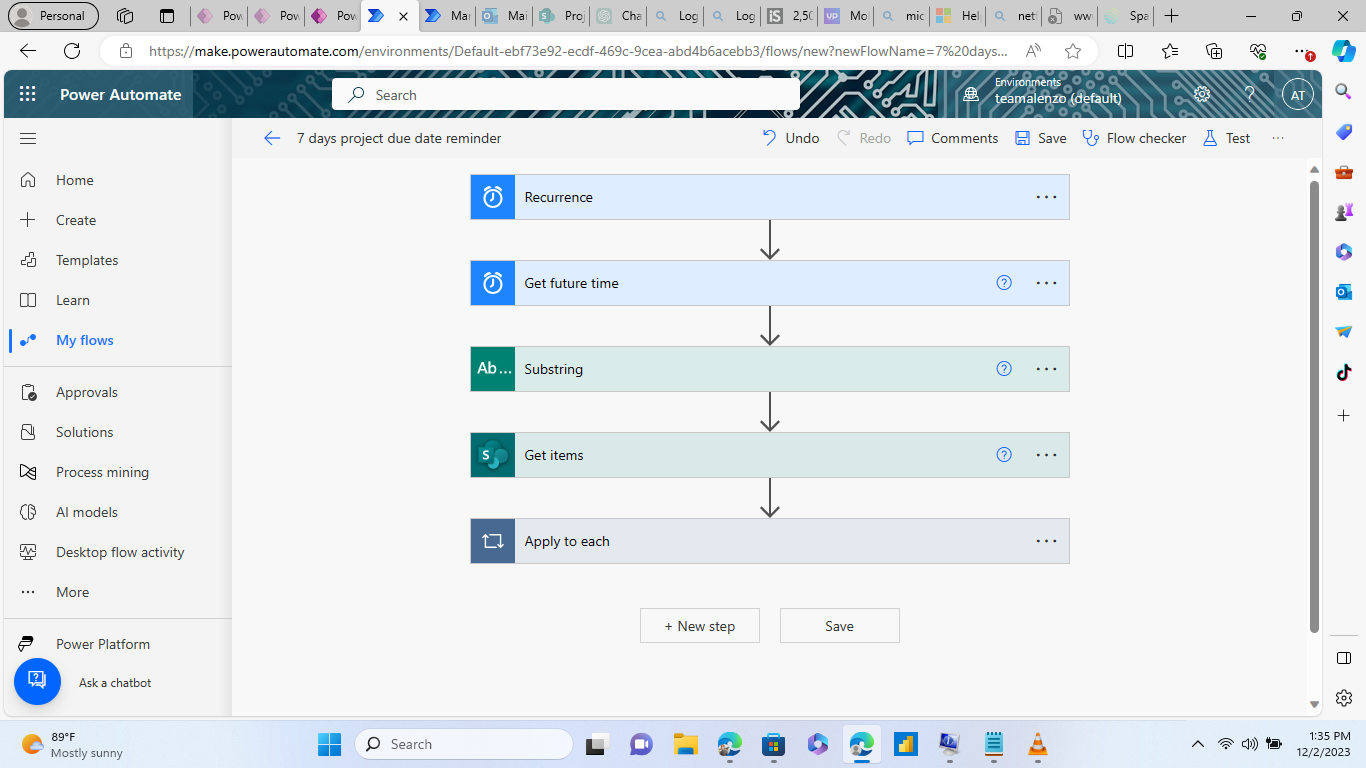 Personal
Pow
Pow
Pow
Mar
Mai
Proj
Cha
Log
Log
2,50
Mo
mic
Hel
net
ww
Spa
https://make.powerautomate.com/environments/Default-ebf73e92-ecdf-469c-9cea-abd4b6acebb3/flows/new?newFlowName=7%20days...
Power Automate
Search
Environments
teamalenzo (default)
AT
7 days project due date reminder
Undo
Redo
Comments
Save
Flow checker
Test
Home
Create
Templates
Learn
My flows
Approvals
Solutions
Process mining
AI models
Desktop flow activity
More
Power Platform
Ask a chatbot
Recurrence
Get future time
Ab...
Substring
S
Get items
Apply to each
+ New step
Save
89°F
Mostly sunny
Search
1:35 PM
12/2/2023